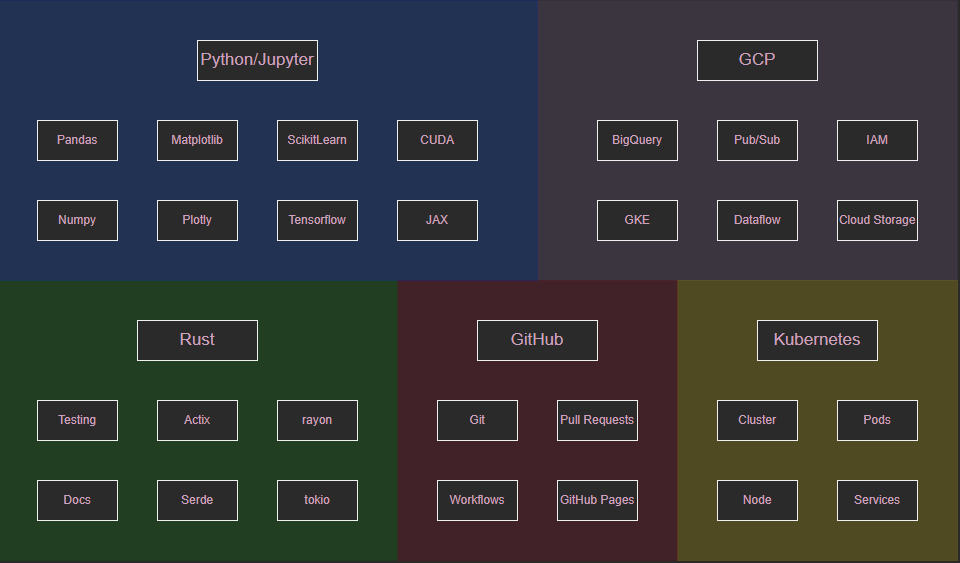 Python/Jupyter
Pandas
Matplotlib
ScikitLearn
CUDA
Numpy
Plotly
Tensorflow
JAX
GCP
BigQuery
Pub/Sub
IAM
GKE
Dataflow
Cloud Storage
Rust
Testing
Actix
rayon
Docs
Serde
tokio
GitHub
Git
Pull Requests
Workflows
GitHub Pages
Kubernetes
Cluster
Pods
Node
Services